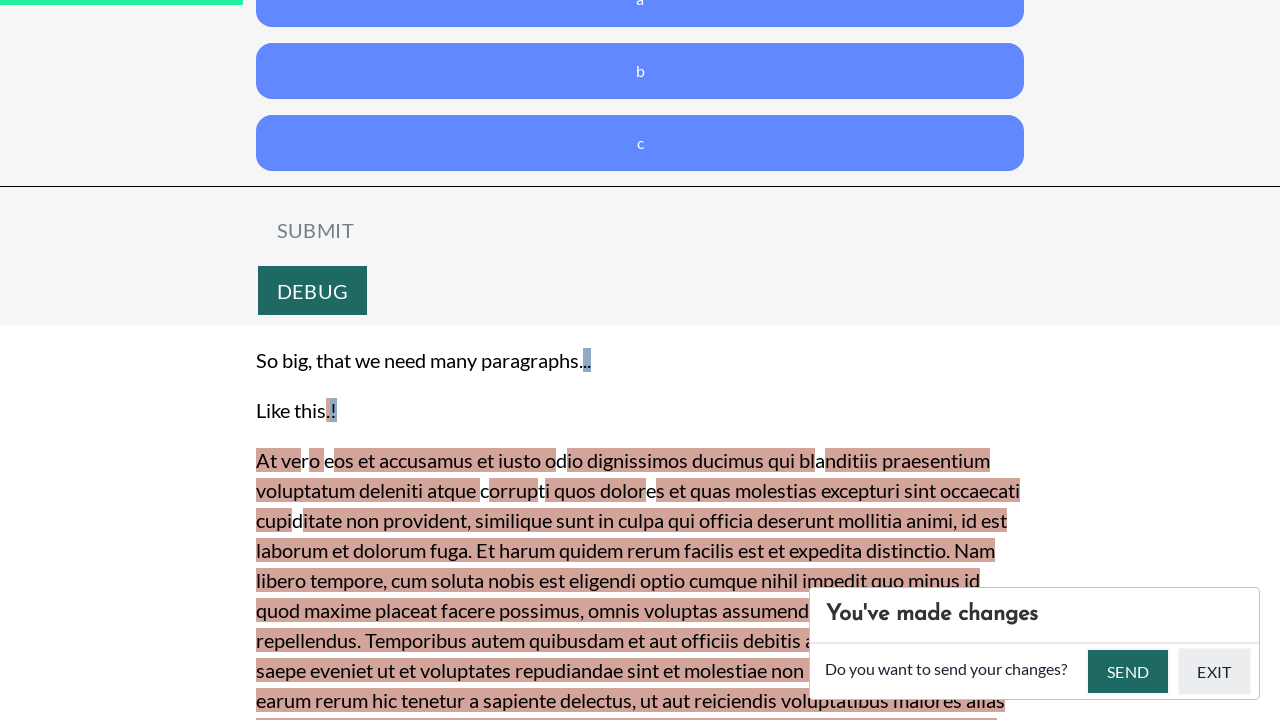 a
b
c
SUBMIT
DEBUG
So big, that we need many paragraphs...
Like this.!
At vero eos et accusamus et iusto odio dignissimos ducimus qui blanditiis praesentium
voluptatum deleniti atque corrupti quos dolores et quas molestias excepturi sint occaecati
cupiditate non provident, similique sunt in culpa qui officia deserunt mollitia animi, id est
laborum et dolorum fuga. Et harum quidem rerum facilis est et expedita distinctio. Nam
libero tempore, cum soluta nobis est eligendi optio cumque nihil impedit quo minus id
quod maxime placeat facere possimus, omnis voluptas assumend
repellendus. Temporibus autem quibusdam et aut officiis debitis
saepe eveniet ut et voluptates repudiandae sint et molestiae non
earum rerum hic tenetur a sapiente delectus, ut aut reiciendis voluptatibus maiores alias
You've made changes
Do you want to send your changes?
SEND
EXIT